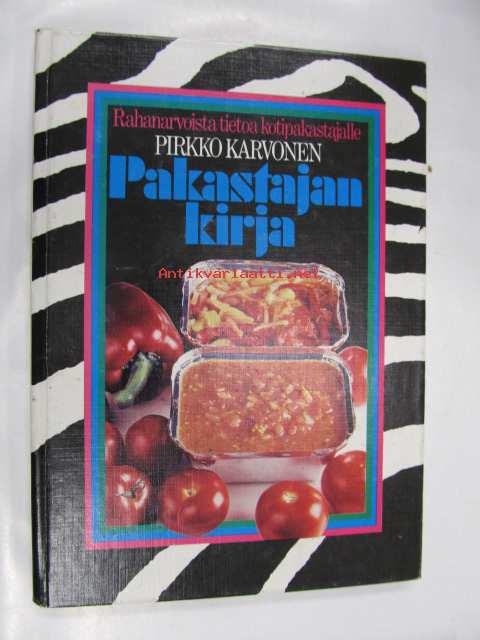 Rahanarvoista tietoa kotipakastajalle
PIRKKO KARVONEN
Pakastajan
kirja
Antikvariaatti.net